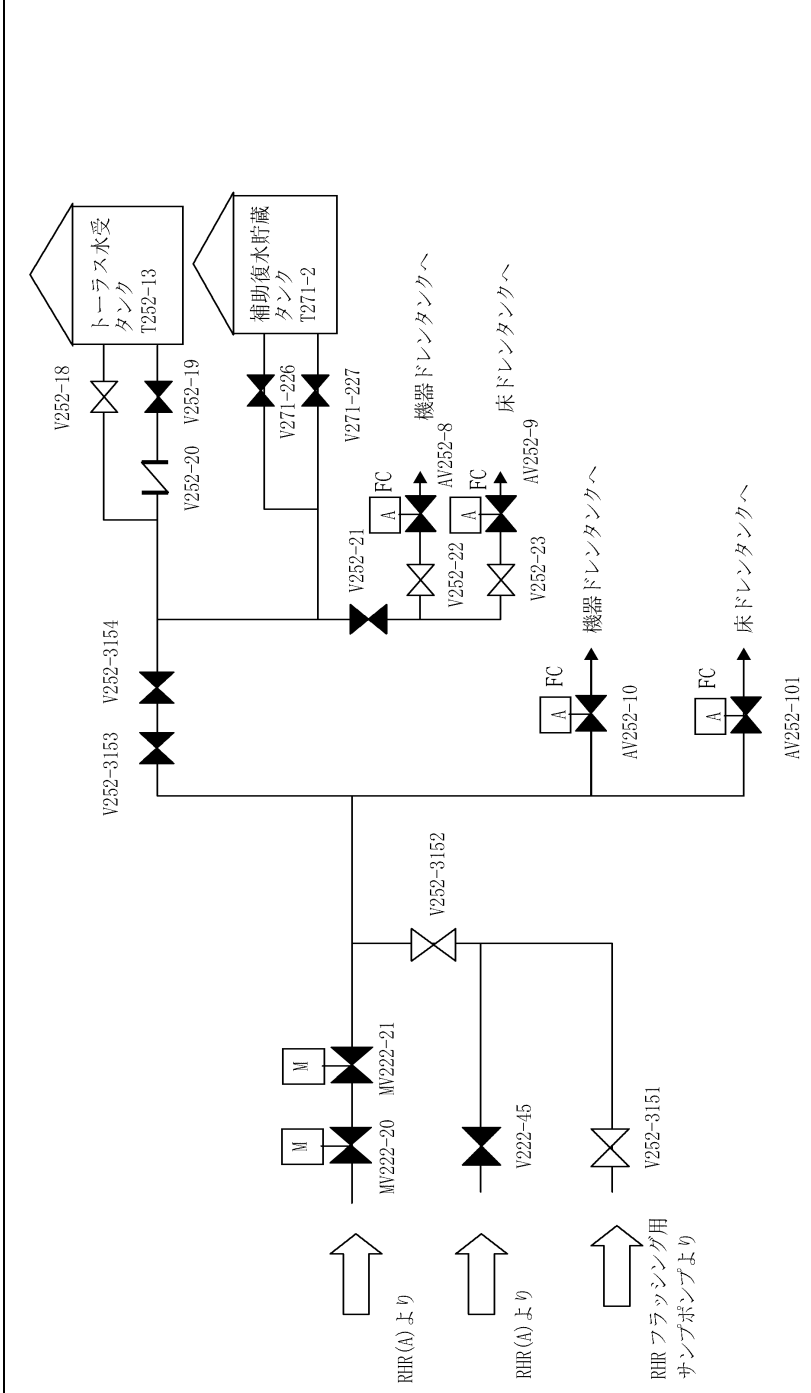 トーラス水受
タンク
T252-13
補助復水貯蔵
タンク
T271-2
V252-18
V252-19
V252-20
V271-226
V271-227
V252-21
機器ドレンタンクへ
床ドレンタンクへ
AV252-8
FC
A
V252-22
AV252-9
FC
A
V252-23
V252-3154
V252-3153
機器ドレンタンクへ
FC
A
AV252-10
床ドレンタンクへ
FC
A
AV252-101
V252-3152
M
MV222-21
M
MV222-20
V222-45
V252-3151
RHR(A)より
RHR(A)より
RHRフラッシング用
サンプポンプより